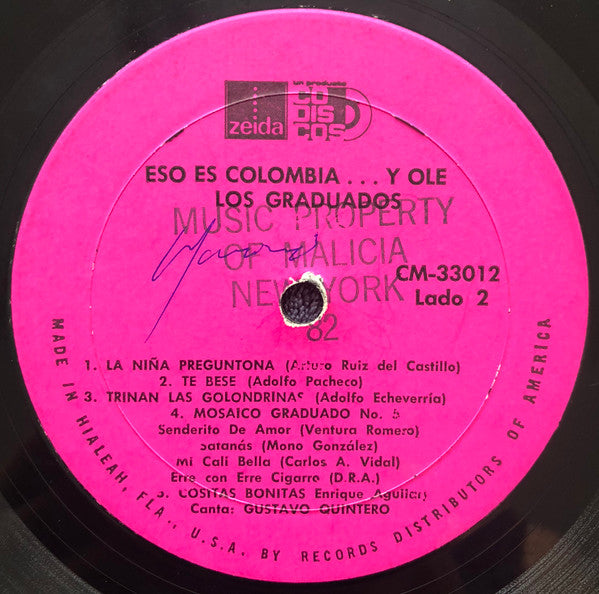 un producto
CO
DIS
COS
zeida
ESO ES COLOMBIA . . . Y OLE
LOS GRADUADOS
MUSIC PROPERTY
OF MALICIA
NEW YORK
82
CM-33012
Lado 2
1. LA NIÑA PREGUNTONA (Arturo Ruiz del Castillo)
2. TE BESE (Adolfo Pacheco)
3. TRINAN LAS GOLONDRINAS (Adolfo Echeverría)
4. MOSAICO GRADUADO No. 5
Senderito De Amor (Ventura Romero)
Satanás (Mono González)
Mi Cali Bella (Carlos A. Vidal)
Erre con Erre Cigarro (D.R.A.)
5. COSITAS BONITAS Enrique Aguilar)
Canta: GUSTAVO QUINTERO
MADE IN HIALEAH, FLA., U.S.A. BY RECORDS DISTRIBUTORS OF AMERICA